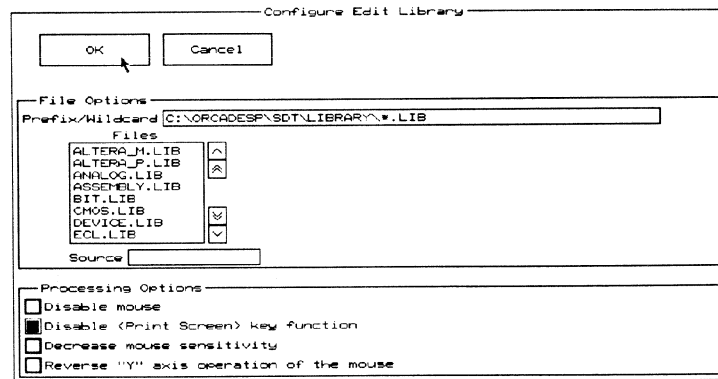 Configure Edit Library
OK
Cancel
File Options
Prefix/Wildcard C:\ORCADESP\SDT\LIBRARY\*.LIB
Files
ALTERA_M.LIB
ALTERA_P.LIB
ANALOG.LIB
ASSEMBLY.LIB
BIT.LIB
CMOS.LIB
DEVICE.LIB
ECL.LIB
Source
Processing Options
Disable mouse
Disable (Print Screen) key function
Decrease mouse sensitivity
Reverse "Y" axis operation of the mouse